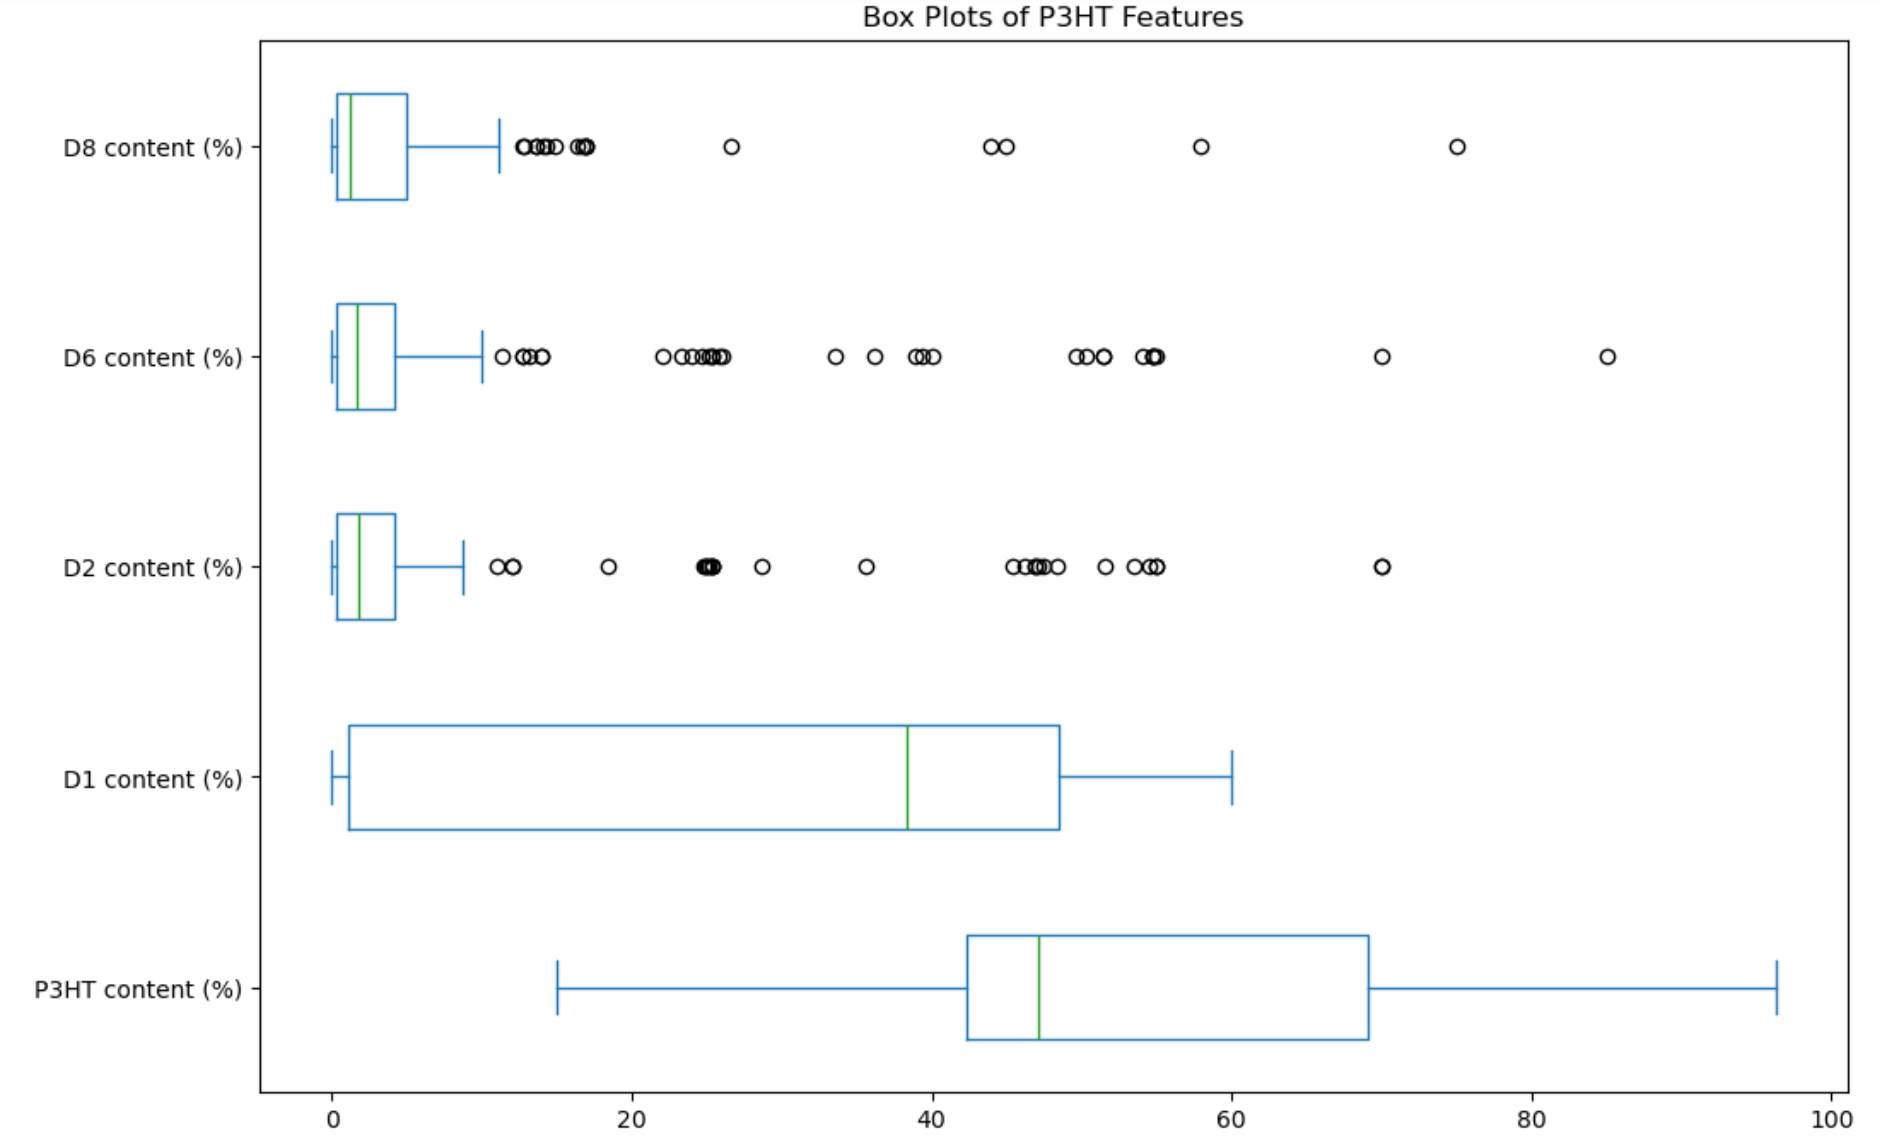 Box Plots of P3HT Features
D8 content (%)
D6 content (%)
D2 content (%)
D1 content (%)
P3HT content (%)
0 20 40 60 80 100